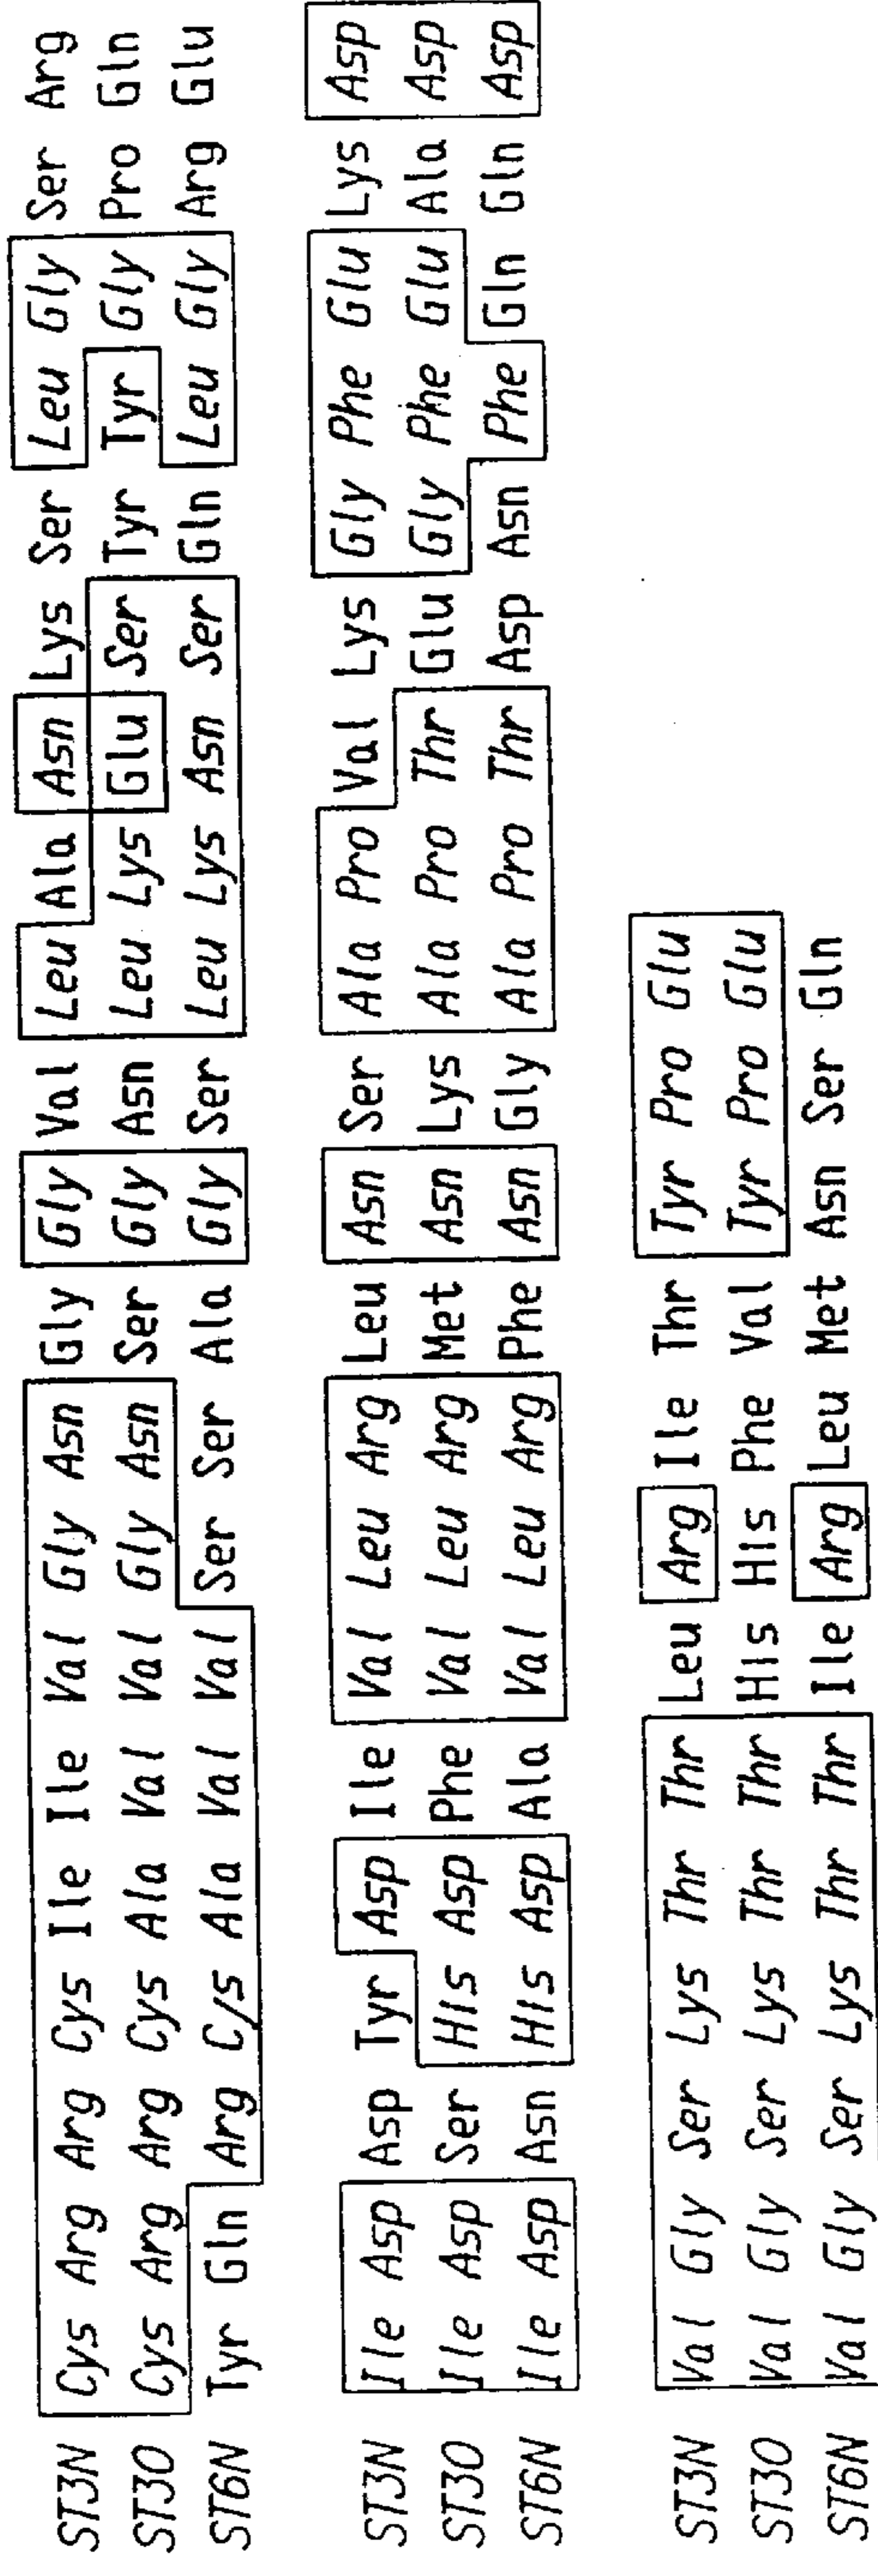 ST3N Cys Arg Arg Cys Ile Ile Val Gly Asn Gly Gly Val Leu Ala Asn Lys Ser Leu Gly Ser Arg
ST3O Cys Arg Arg Cys Ala Val Val Gly Asn Ser Gly Asn Leu Lys Glu Ser Tyr Tyr Gly Pro Gln
ST6N Tyr Gln Arg Cys Ala Val Val Ser Ser Ala Gly Ser Leu Lys Asn Ser Gln Leu Gly Arg Glu
ST3N Ile Asp Asp Tyr Asp Ile Val Leu Arg Leu Asn Ser Ala Pro Val Lys Gly Phe Glu Lys Asp
ST3O Ile Asp Ser His Asp Phe Val Leu Arg Met Asn Lys Ala Pro Thr Glu Gly Phe Glu Ala Asp
ST6N Ile Asp Asn His Asp Ala Val Leu Arg Phe Asn Gly Ala Pro Thr Asp Asn Phe Gln Gln Asp
ST3N Val Gly Ser Lys Thr Thr Leu Arg Ile Thr Tyr Pro Glu
ST3O Val Gly Ser Lys Thr Thr His His Phe Val Tyr Pro Glu
ST6N Val Gly Ser Lys Thr Thr Ile Arg Leu Met Asn Ser Gln